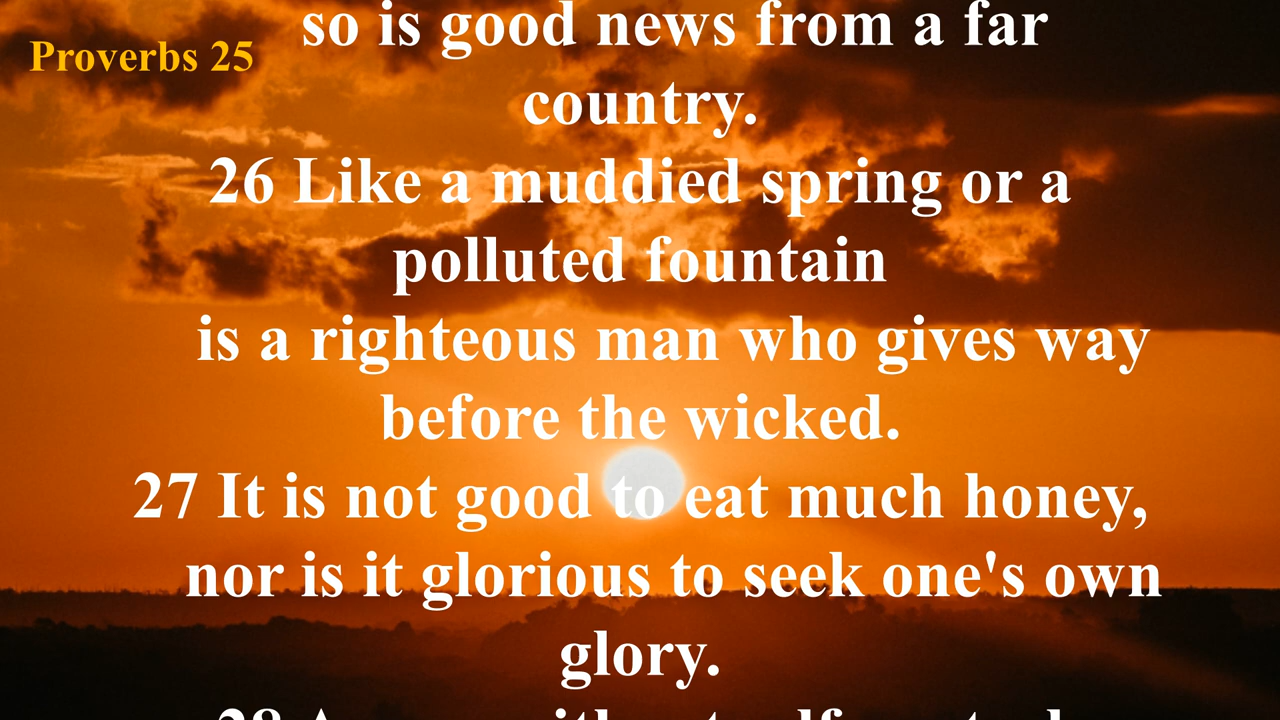 so is good news from a far
Proverbs 25
country.
26 Like a muddied spring or a
polluted fountain
is a righteous man who gives way
before the wicked.
27 It is not good to eat much honey,
nor is it glorious to seek one's own
glory.
28 A